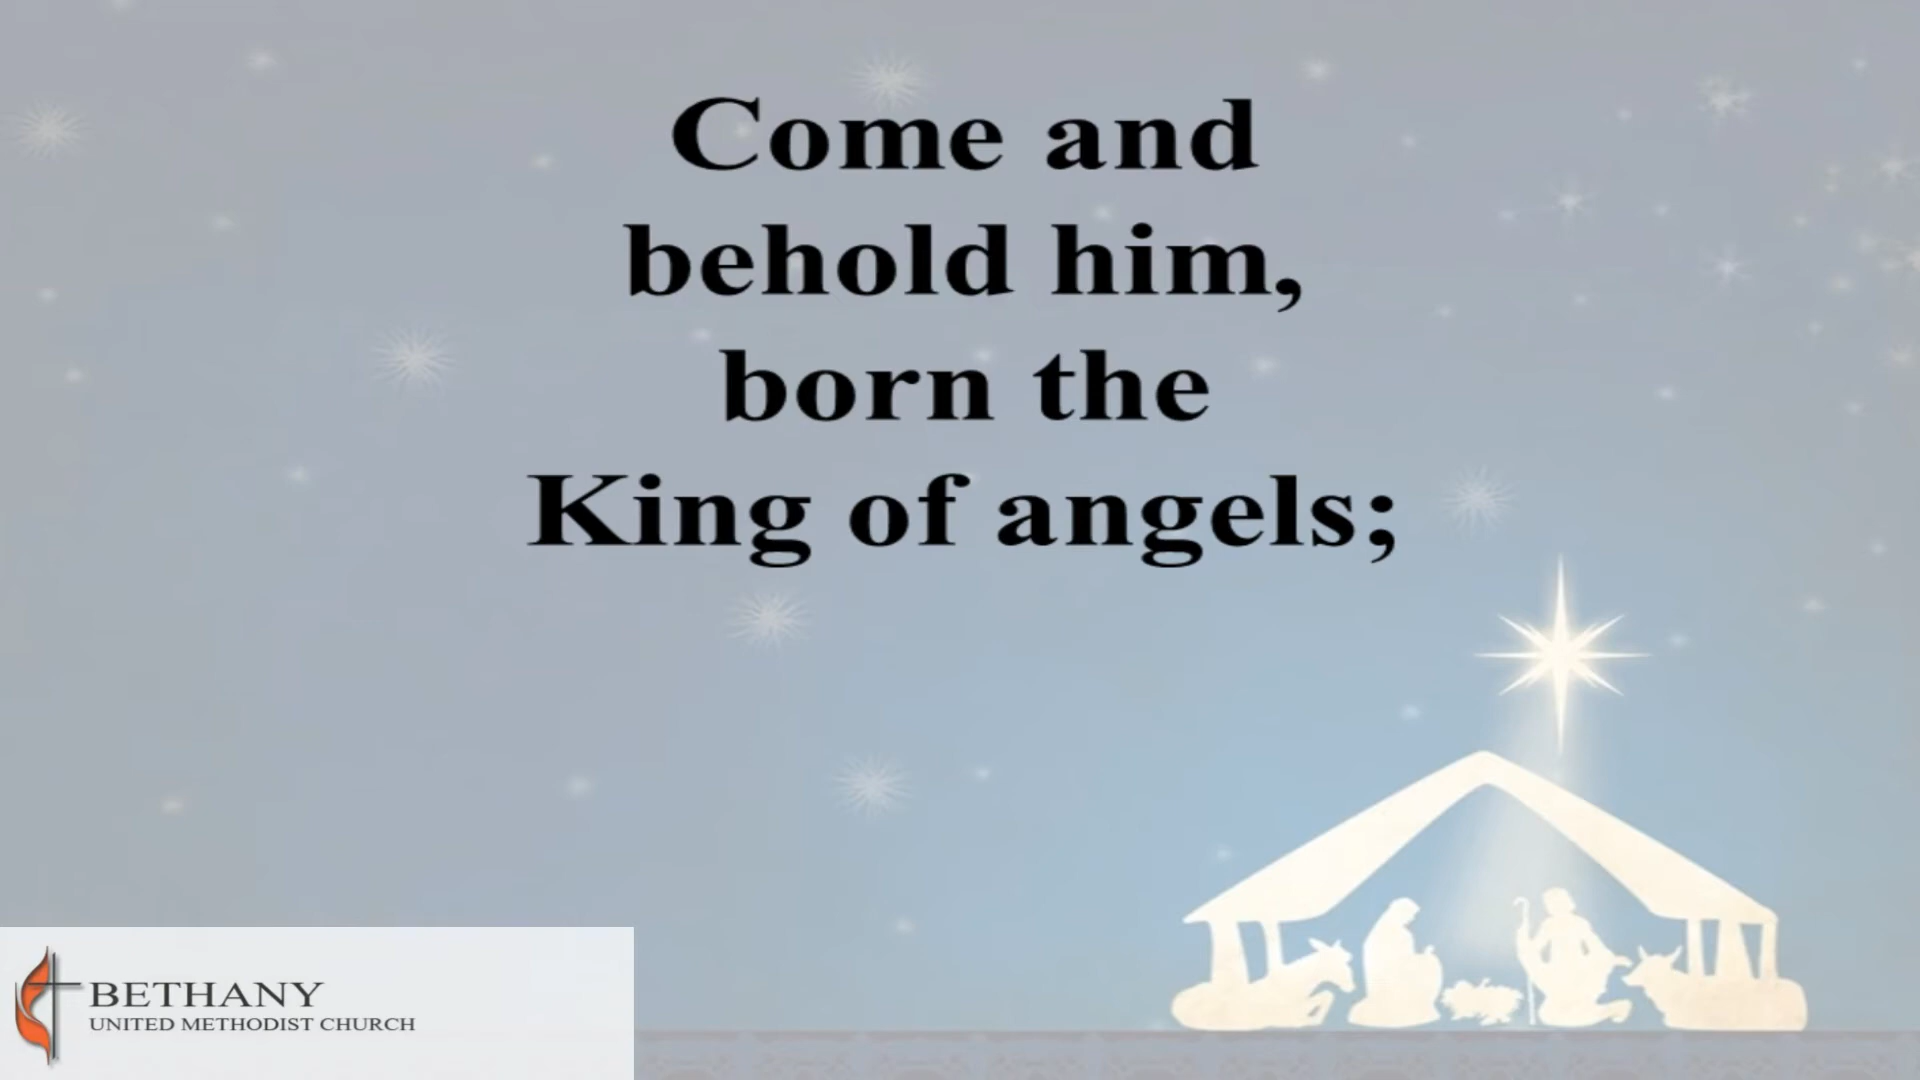 Come and
behold him,
born the
King of angels;
BETHANY
UNITED METHODIST CHURCH